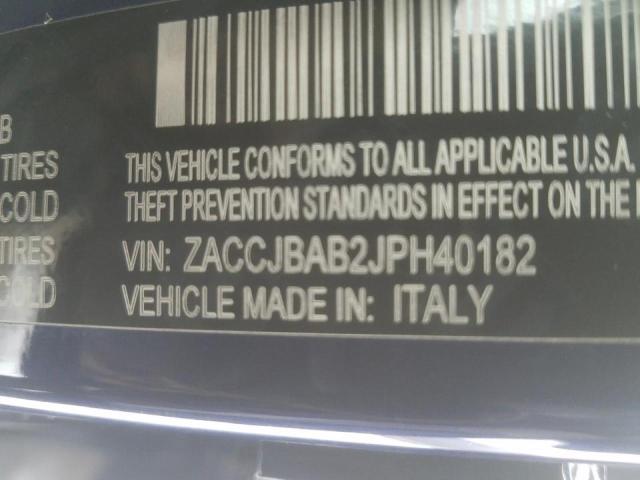 B
TIRES
COLD
TIRES
COLD
THIS VEHICLE CONFORMS TO ALL APPLICABLE U.S.A.
THEFT PREVENTION STANDARDS IN EFFECT ON THE
VIN: ZACCJBAB2JPH40182
VEHICLE MADE IN: ITALY